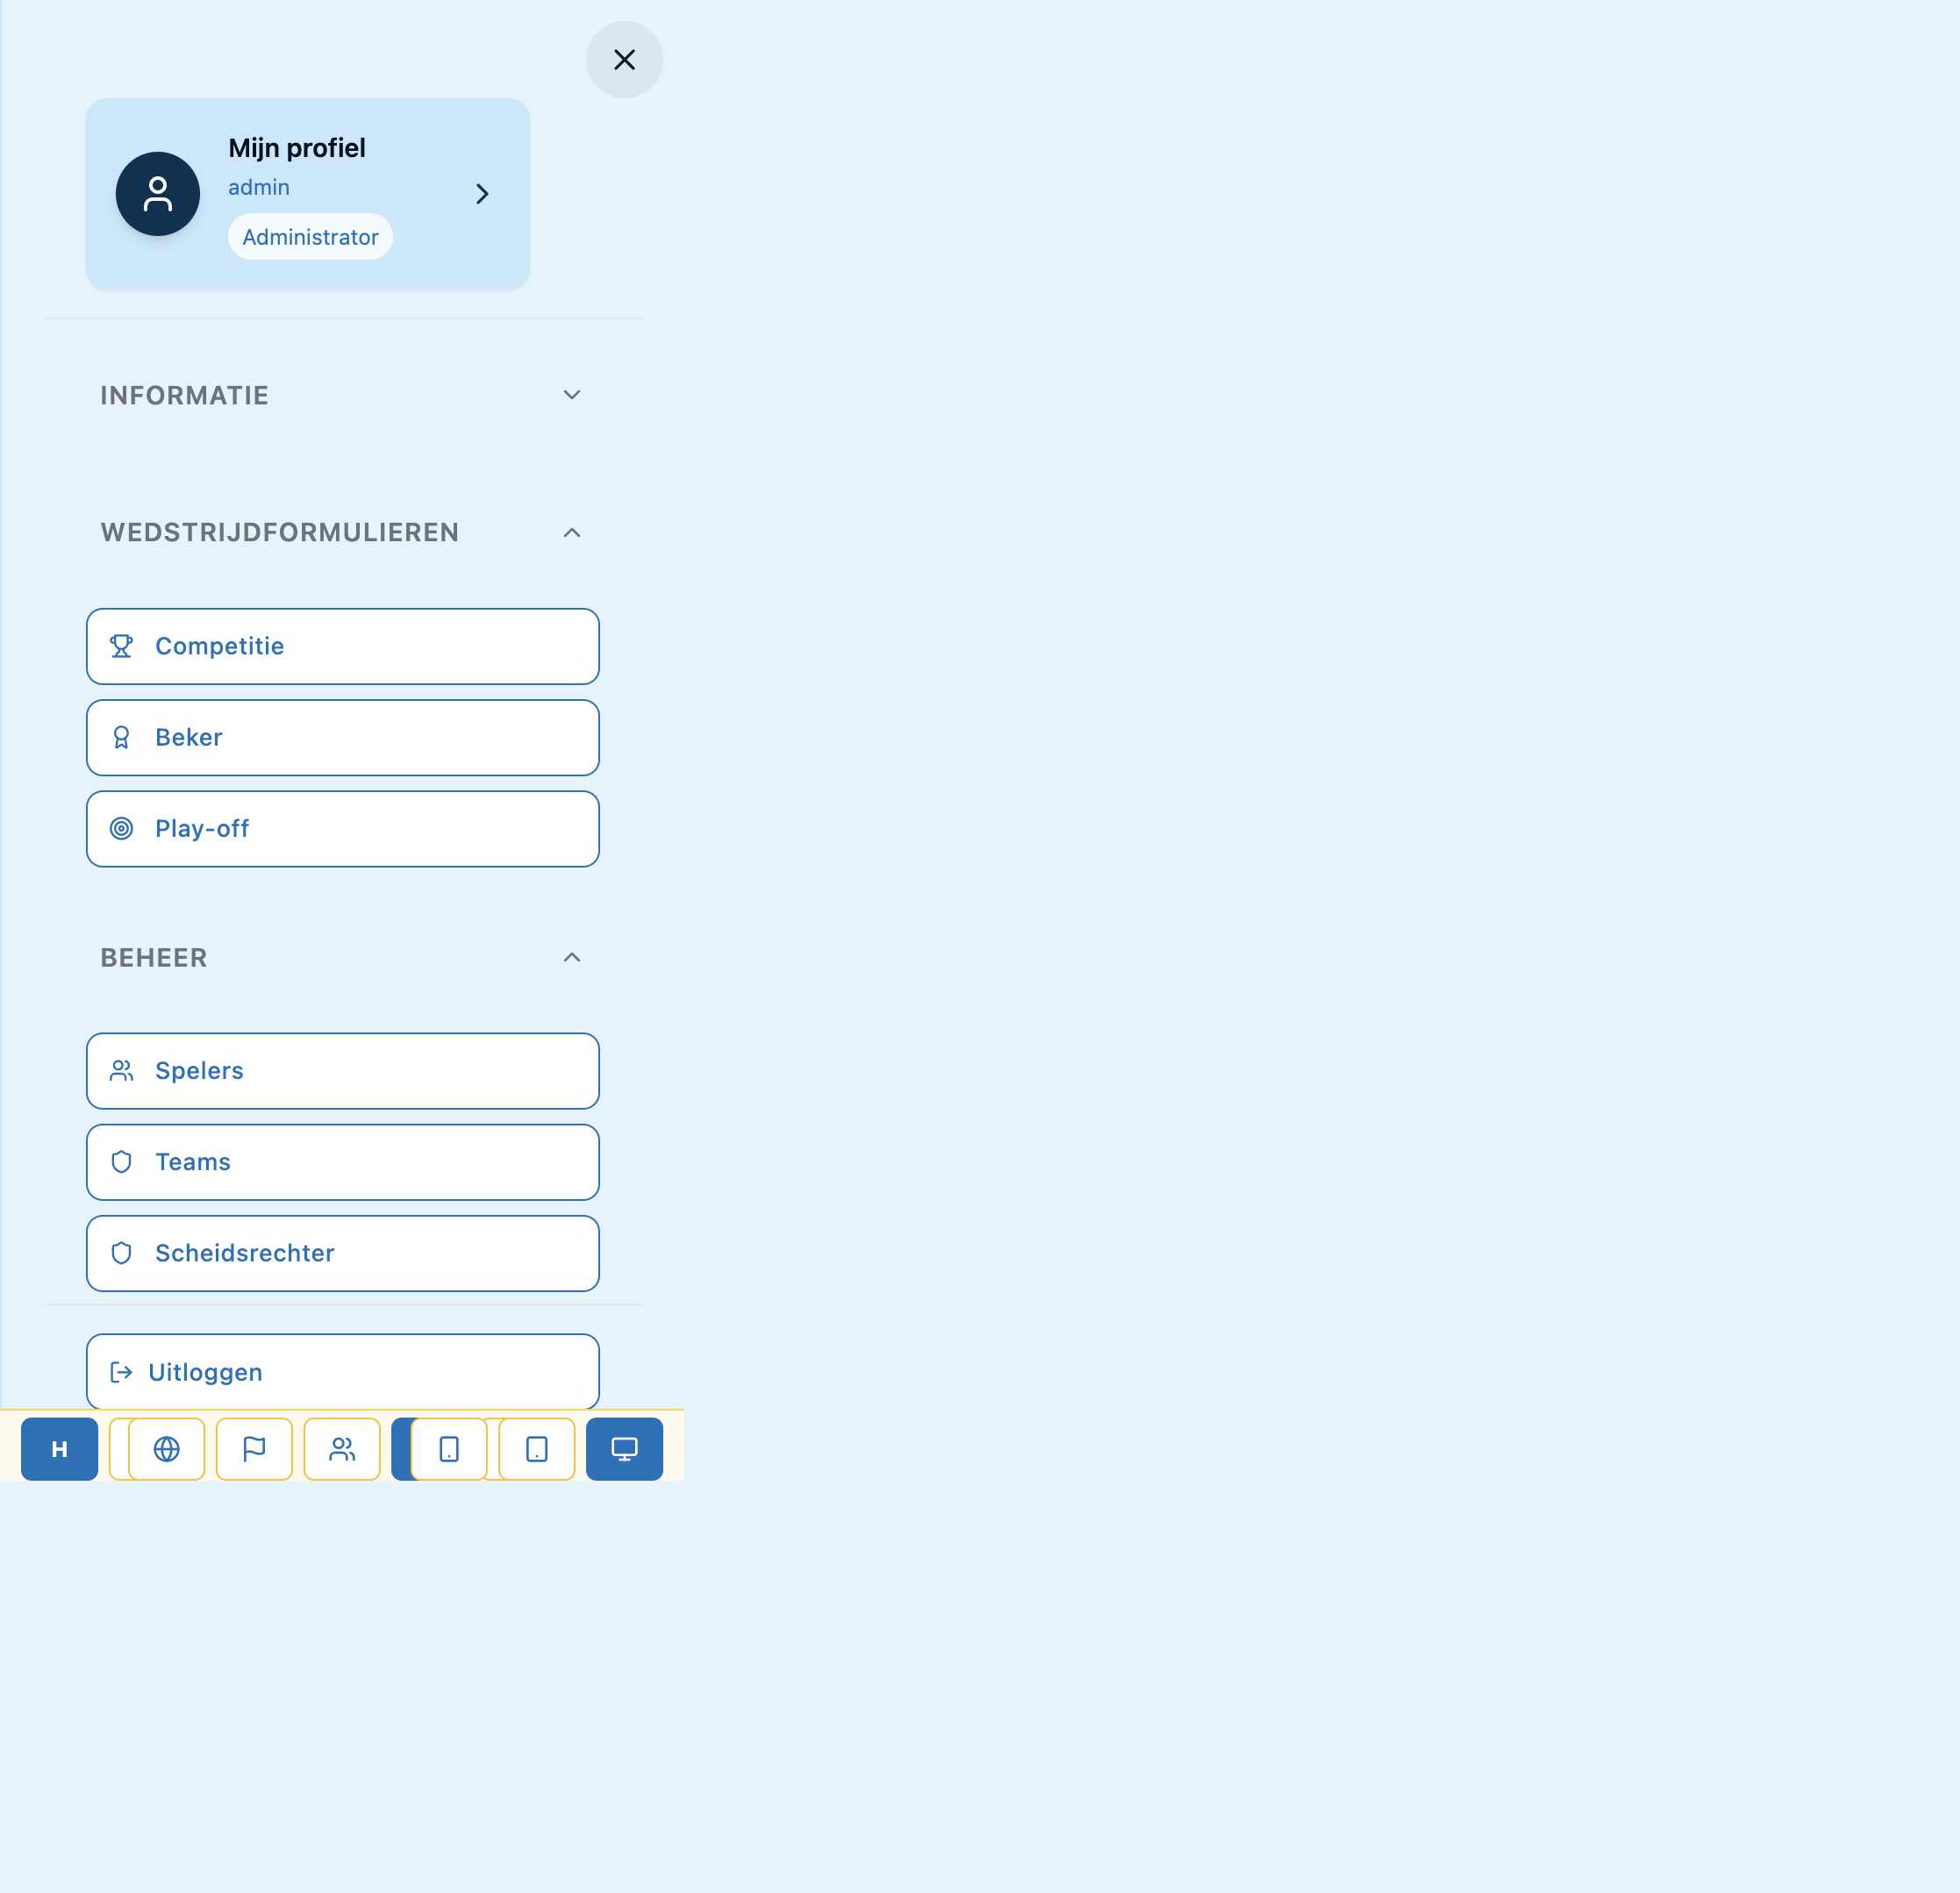 Mijn profiel
admin
Administrator
INFORMATIE
WEDSTRIJDFORMULIEREN
Competitie
Beker
Play-off
BEHEER
Spelers
Teams
Scheidsrechter
Uitloggen
H